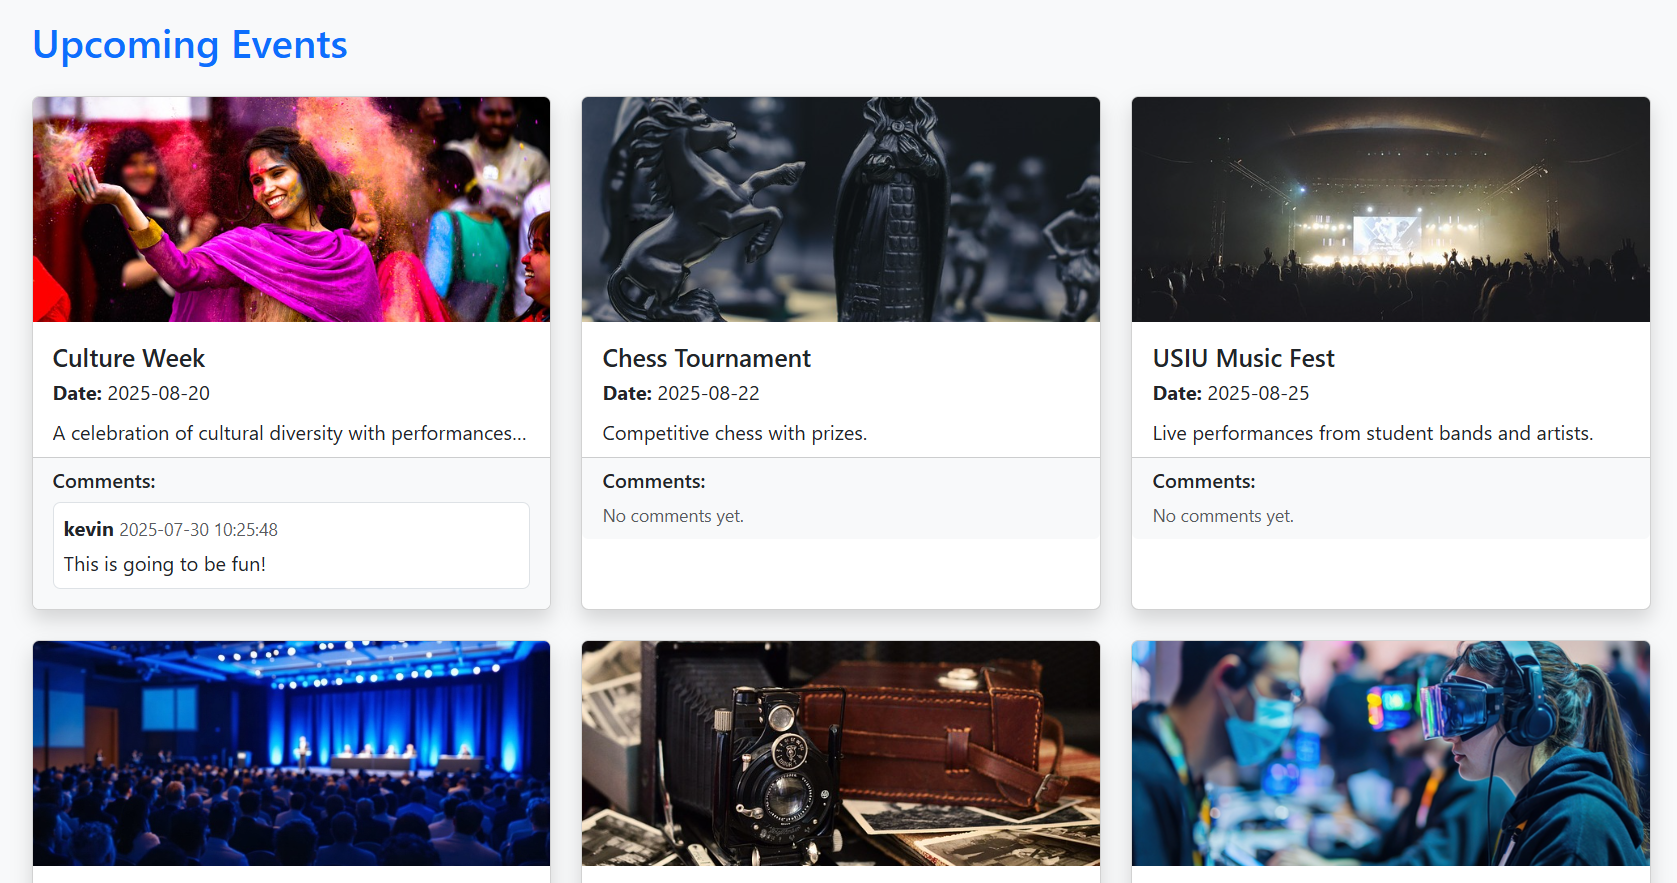 Upcoming Events
Culture Week
Date: 2025-08-20
A celebration of cultural diversity with performances...
Comments:
kevin 2025-07-30 10:25:48
This is going to be fun!
Chess Tournament
Date: 2025-08-22
Competitive chess with prizes.
Comments:
No comments yet.
USIU Music Fest
Date: 2025-08-25
Live performances from student bands and artists.
Comments:
No comments yet.